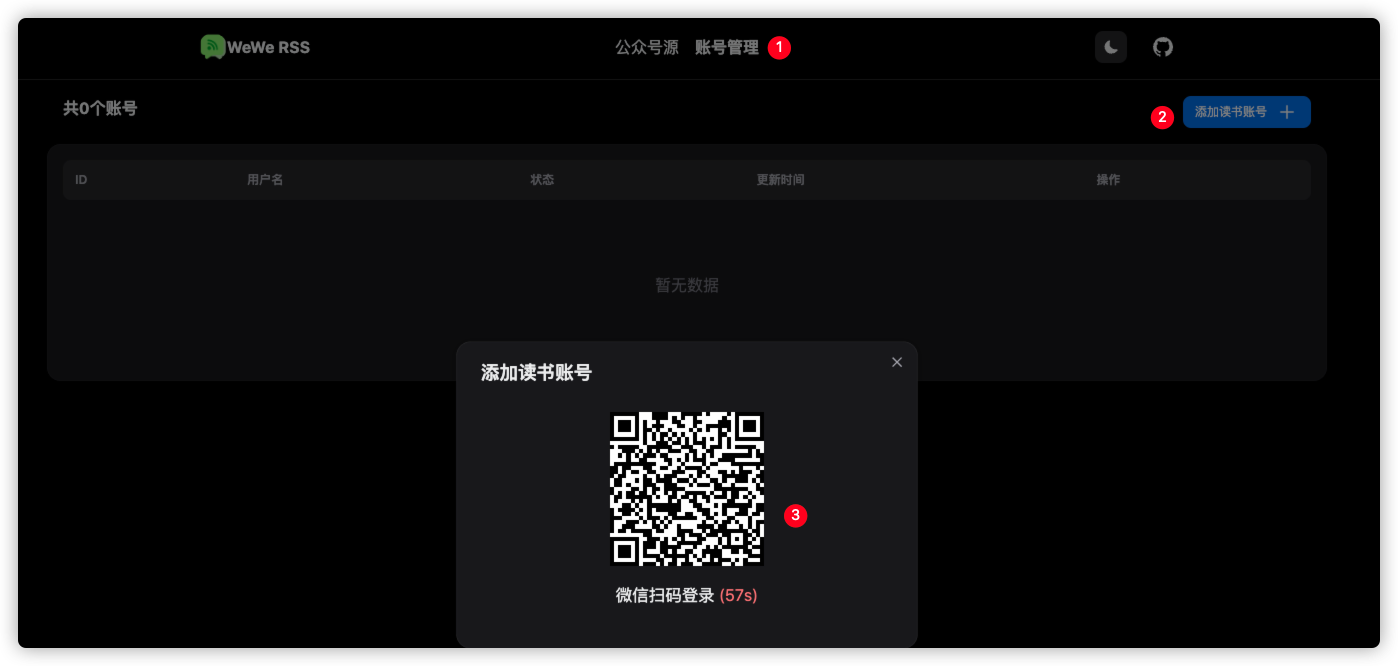 WeWe RSS 公众号源 账号管理 1
共0个账号
2 添加读书账号
ID 用户名 状态 更新时间 操作
暂无数据
添加读书账号
3
微信扫码登录 (57s)